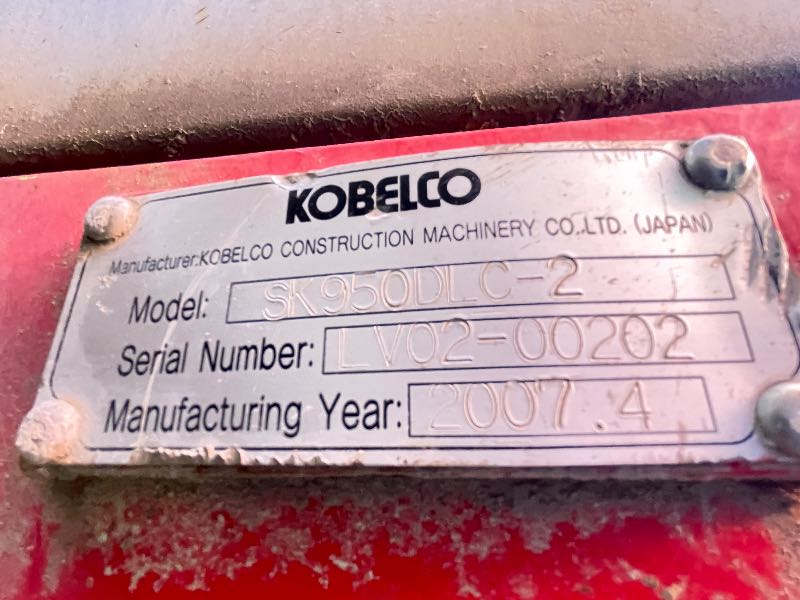 KOBELCO
Manufacturer:KOBELCO CONSTRUCTION MACHINERY CO.,LTD. (JAPAN)
Model: SK950DLC-2
Serial Number: LV02-00202
Manufacturing Year: 2007.4